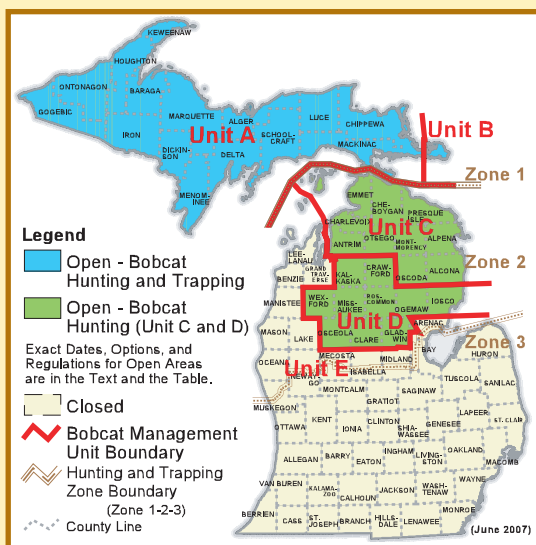 KEWEENAW
HOUGHTON
ONTONAGON
BARAGA
GOGEBIC
MARQUETTE
ALGER
LUCE
CHIPPEWA
IRON
Unit A
SCHOOL-
CRAFT
MACKINAC
DICKIN-
SON
DELTA
MENOM-
INEE
Unit B
Zone 1
EMMET
CHE-
BOYGAN
PRESQUE
ISLE
CHARLEVOIX
Unit C
ANTRIM
OTSEGO
MONT-
MORENCY
ALPENA
Legend
Open - Bobcat
Hunting and Trapping
Open - Bobcat
Hunting (Unit C and D)
Exact Dates, Options, and
Regulations for Open Areas
are in the Text and the Table.
Closed
Bobcat Management
Unit Boundary
Hunting and Trapping
Zone Boundary
(Zone 1-2-3)
County Line
LEE-
LANAU
BENZIE
GRAND
TRAVERSE
KAL-
KASKA
CRAW-
FORD
OSCODA
ALCONA
Zone 2
MANISTEE
WEX-
FORD
MISS-
AUKEE
ROS-
COMMON
OGEMAW
IOSCO
Unit D
MASON
LAKE
OSCEOLA
CLARE
GLAD-
WIN
ARENAC
Zone 3
OCEANA
NEWAY-
GO
MECOSTA
ISABELLA
MIDLAND
BAY
HURON
Unit E
MUSKEGON
MONTCALM
GRATIOT
SAGINAW
TUSCOLA
SANILAC
OTTAWA
KENT
IONIA
CLINTON
SHIA-
WASSEE
GENESEE
LAPEER
ST. CLAIR
ALLEGAN
BARRY
EATON
INGHAM
LIVING-
STON
OAKLAND
MACOMB
VAN BUREN
KALAMA-
ZOO
CALHOUN
JACKSON
WASH-
TENAW
WAYNE
BERRIEN
CASS
ST.
JOSEPH
BRANCH
HILLS-
DALE
LENAWEE
MONROE
(June 2007)